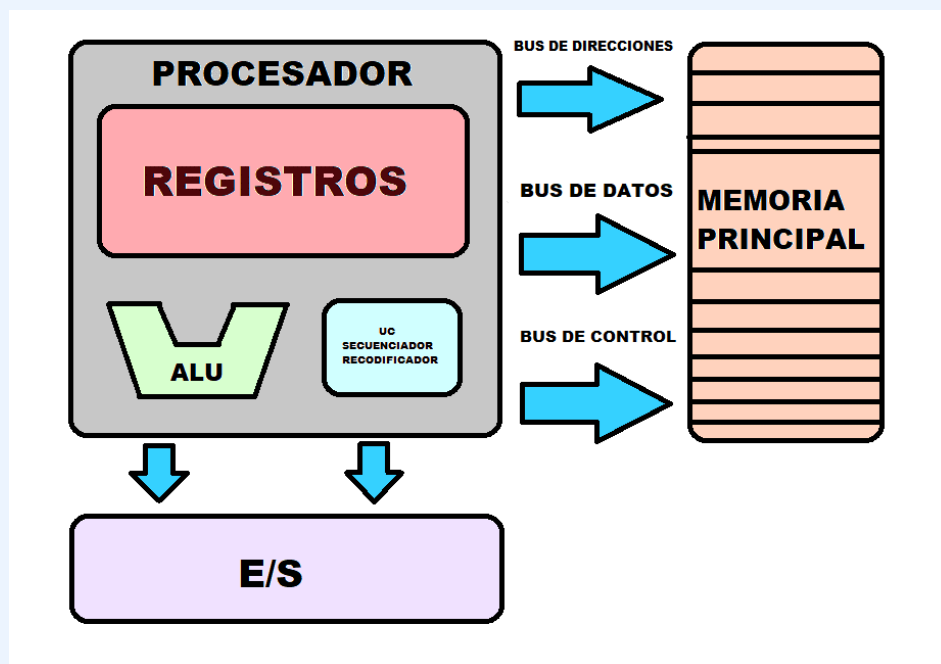 PROCESADOR
REGISTROS
ALU
UC
SECUENCIADOR
RECODIFICADOR
BUS DE DIRECCIONES
BUS DE DATOS
BUS DE CONTROL
MEMORIA
PRINCIPAL
E/S